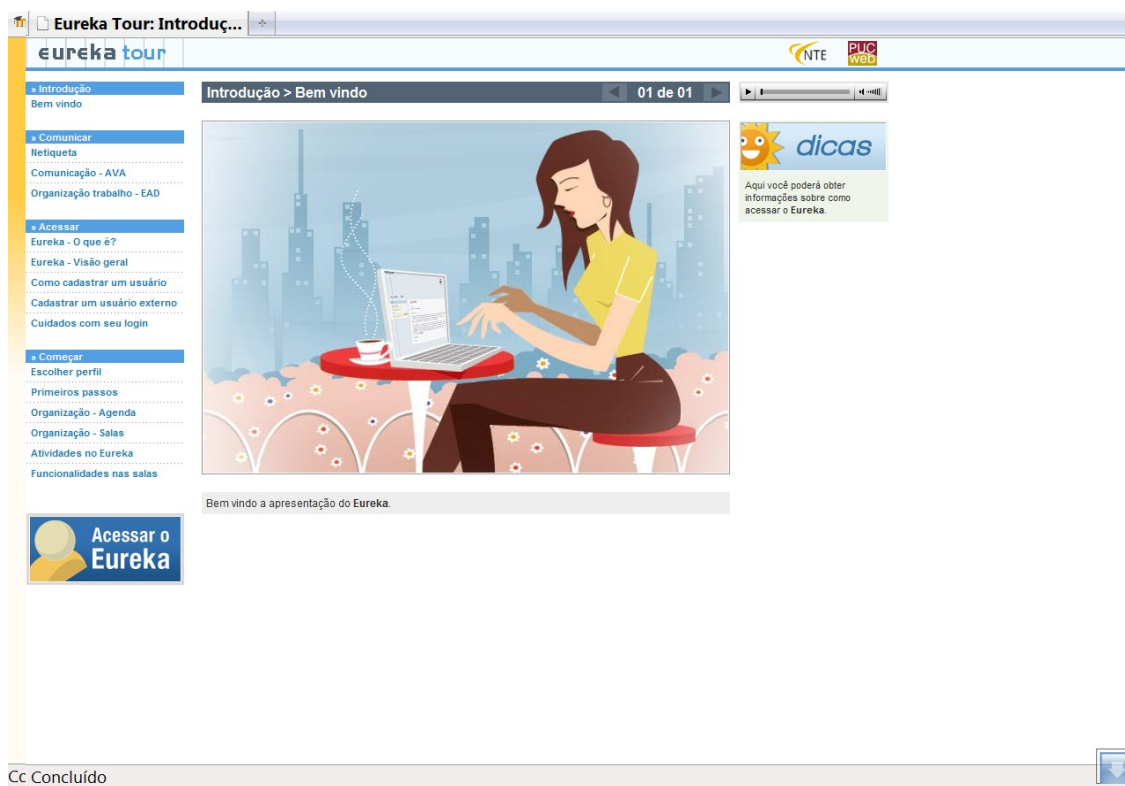 Eureka Tour: Introduç...
eureka tour
NTE
PUC
web
» Introdução
Bem vindo
» Comunicar
Netiqueta
Comunicação - AVA
Organização trabalho - EAD
» Acessar
Eureka - O que è?
Eureka - Visão geral
Como cadastrar um usuário
Cadastrar um usuário externo
Cuidados com seu login
» Começar
Escolher perfil
Primeiros passos
Organização - Agenda
Organização - Salas
Atividades no Eureka
Funcionalidades nas salas
Acessar o
Eureka
Introdução > Bem vindo
01 de 01
Bem vindo a apresentação do Eureka.
dicas
Aqui você poderá obter
informações sobre como
acessar o Eureka.
Cc Concluído